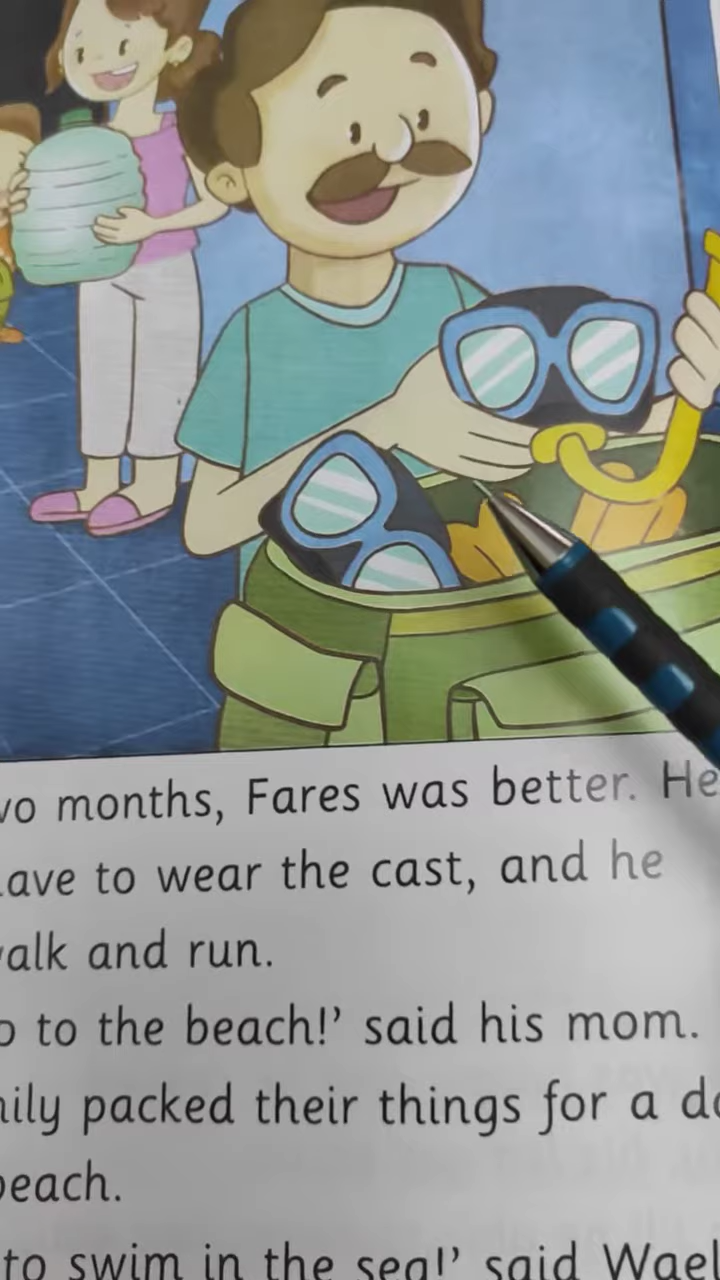 months, Fares was better. He
to wear the cast, and he
and run.
to the beach!’ said his mom.
packed their things for a
beach.
to swim in the sea!’ said Wael